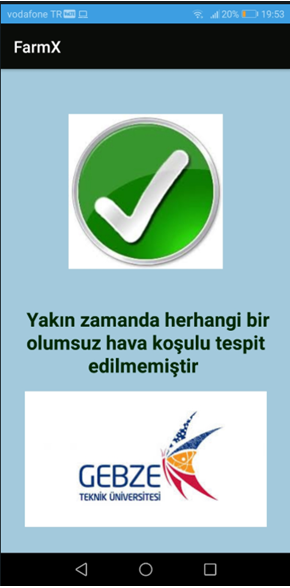 vodafone TR
20% 19:53
FarmX
Yakın zamanda herhangi bir
olumsuz hava koşulu tespit
edilmemiştir
GEBZE
TEKNİK ÜNİVERSİTESİ